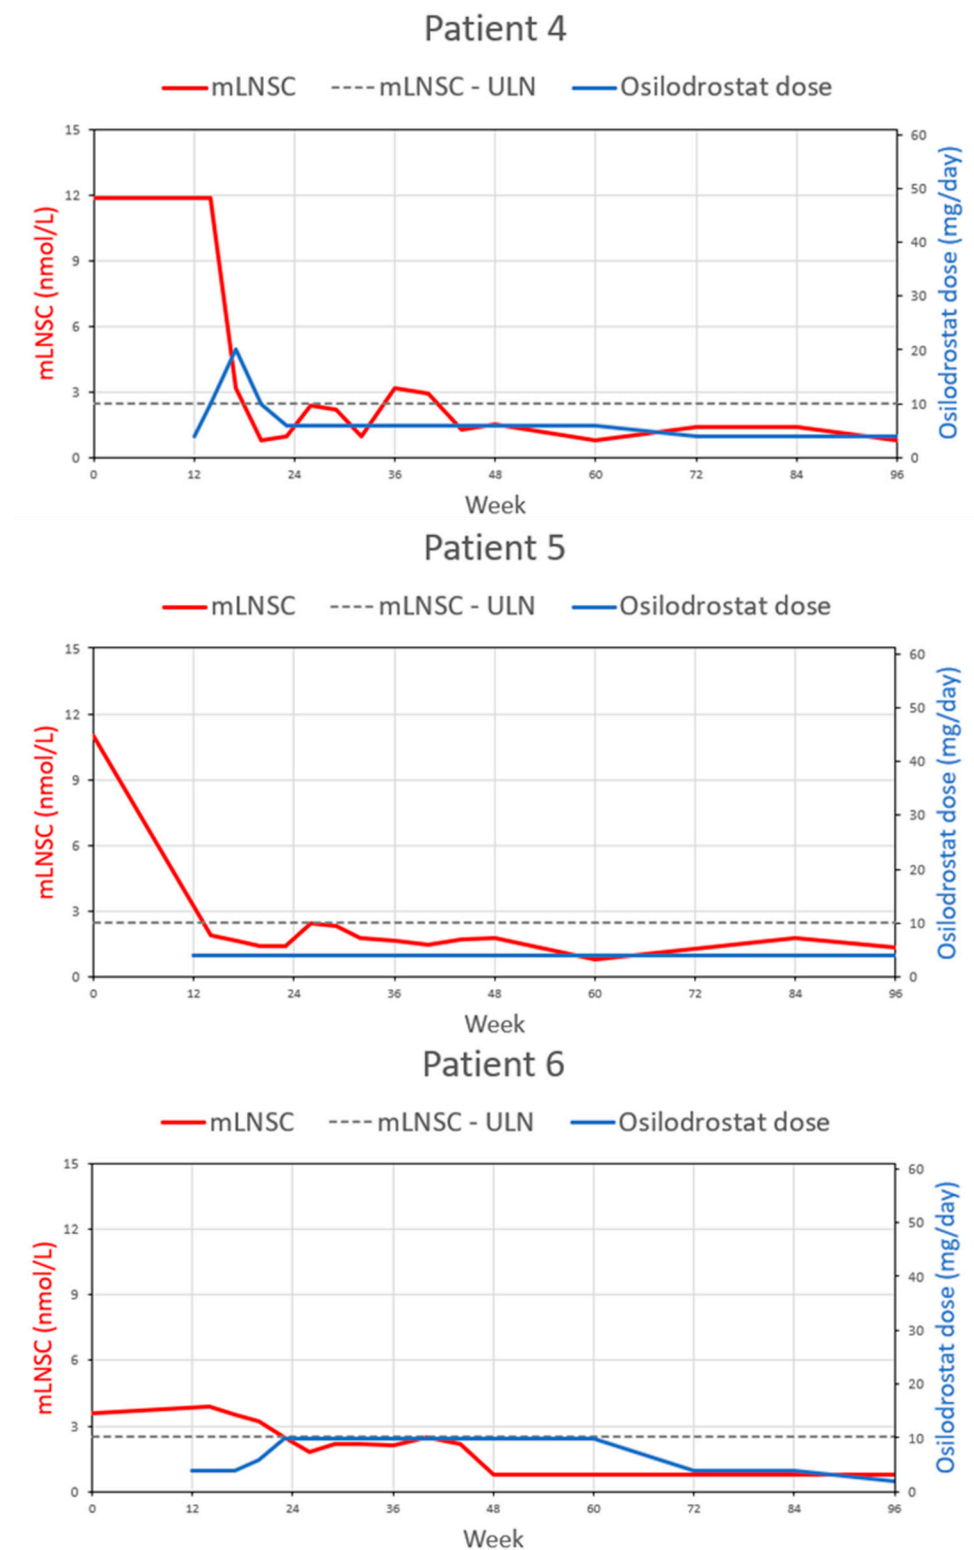 Patient 4
mLNSC mLNSC - ULN Osilodrostat dose
mLNSC (nmol/L)
15
12
9
6
3
0
60
50
40
30
20
10
0
Osilodrostat dose (mg/day)
0 12 24 36 48 60 72 84 96
Week
Patient 5
mLNSC mLNSC - ULN Osilodrostat dose
mLNSC (nmol/L)
15
12
9
6
3
0
60
50
40
30
20
10
0
Osilodrostat dose (mg/day)
0 12 24 36 48 60 72 84 96
Week
Patient 6
mLNSC mLNSC - ULN Osilodrostat dose
mLNSC (nmol/L)
15
12
9
6
3
0
60
50
40
30
20
10
0
Osilodrostat dose (mg/day)
0 12 24 36 48 60 72 84 96
Week